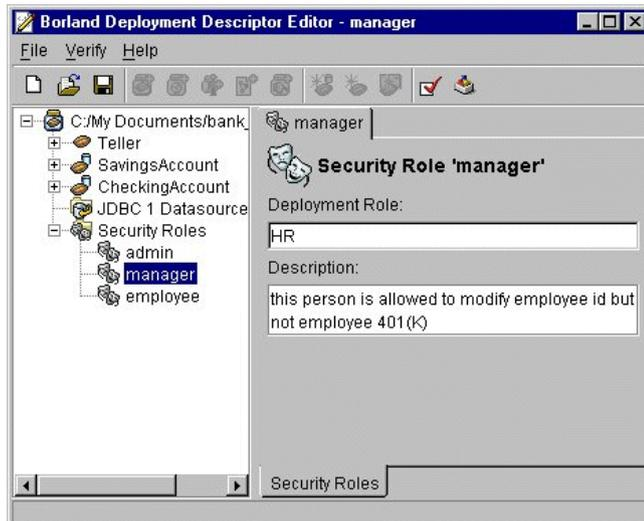 Borland Deployment Descriptor Editor - manager
File Verify Help
C:/My Documents/bank_
Teller
SavingsAccount
CheckingAccount
JDBC 1 Datasource
Security Roles
admin
manager
employee
manager
Security Role 'manager'
Deployment Role:
HR
Description:
this person is allowed to modify employee id but
not employee 401(K)
Security Roles